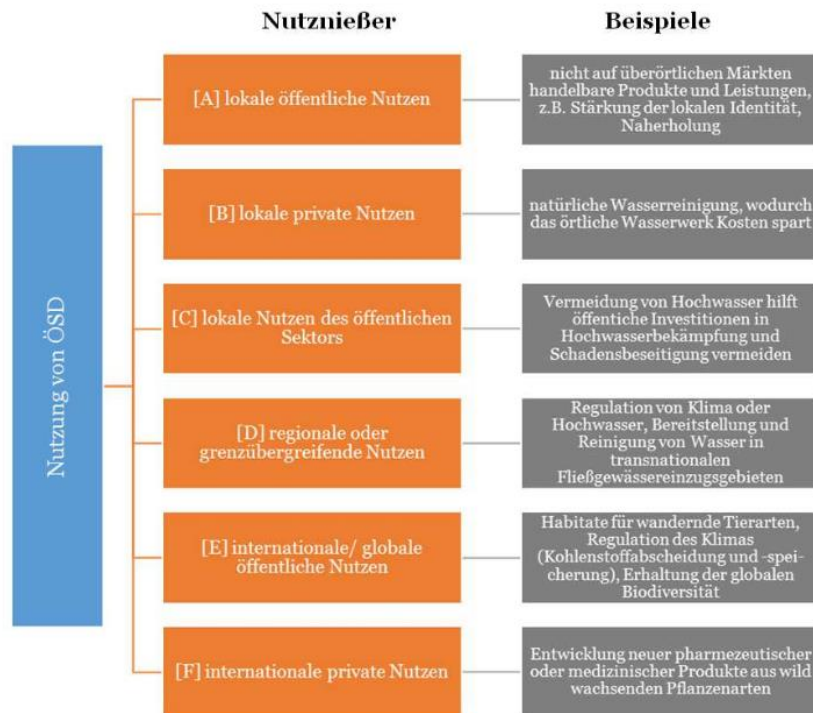 Nutznießer
Beispiele
Nutzung von ÖSD
[A] lokale öffentliche Nutzen
nicht auf überörtlichen Märkten
handelbare Produkte und Leistungen,
z.B. Stärkung der lokalen Identität,
Naherholung
[B] lokale private Nutzen
natürliche Wasserreinigung, wodurch
das örtliche Wasserwerk Kosten spart
[C] lokale Nutzen des öffentlichen
Sektors
Vermeidung von Hochwasser hilft
öffentiche Investitionen in
Hochwasserbekämpfung und
Schadensbeseitigung vermeiden
[D] regionale oder
grenzübergreifende Nutzen
Regulation von Klima oder
Hochwasser, Bereitstellung und
Reinigung von Wasser in
transnationalen
Fließgewässereinzugsgebieten
[E] internationale/ globale
öffentliche Nutzen
Habitate für wandernde Tierarten,
Regulation des Klimas
(Kohlenstoffabscheidung und -spei-
cherung), Erhaltung der globalen
Biodiversität
[F] internationale private Nutzen
Entwicklung neuer pharmezeutischer
oder medizinischer Produkte aus wild
wachsenden Pflanzenarten